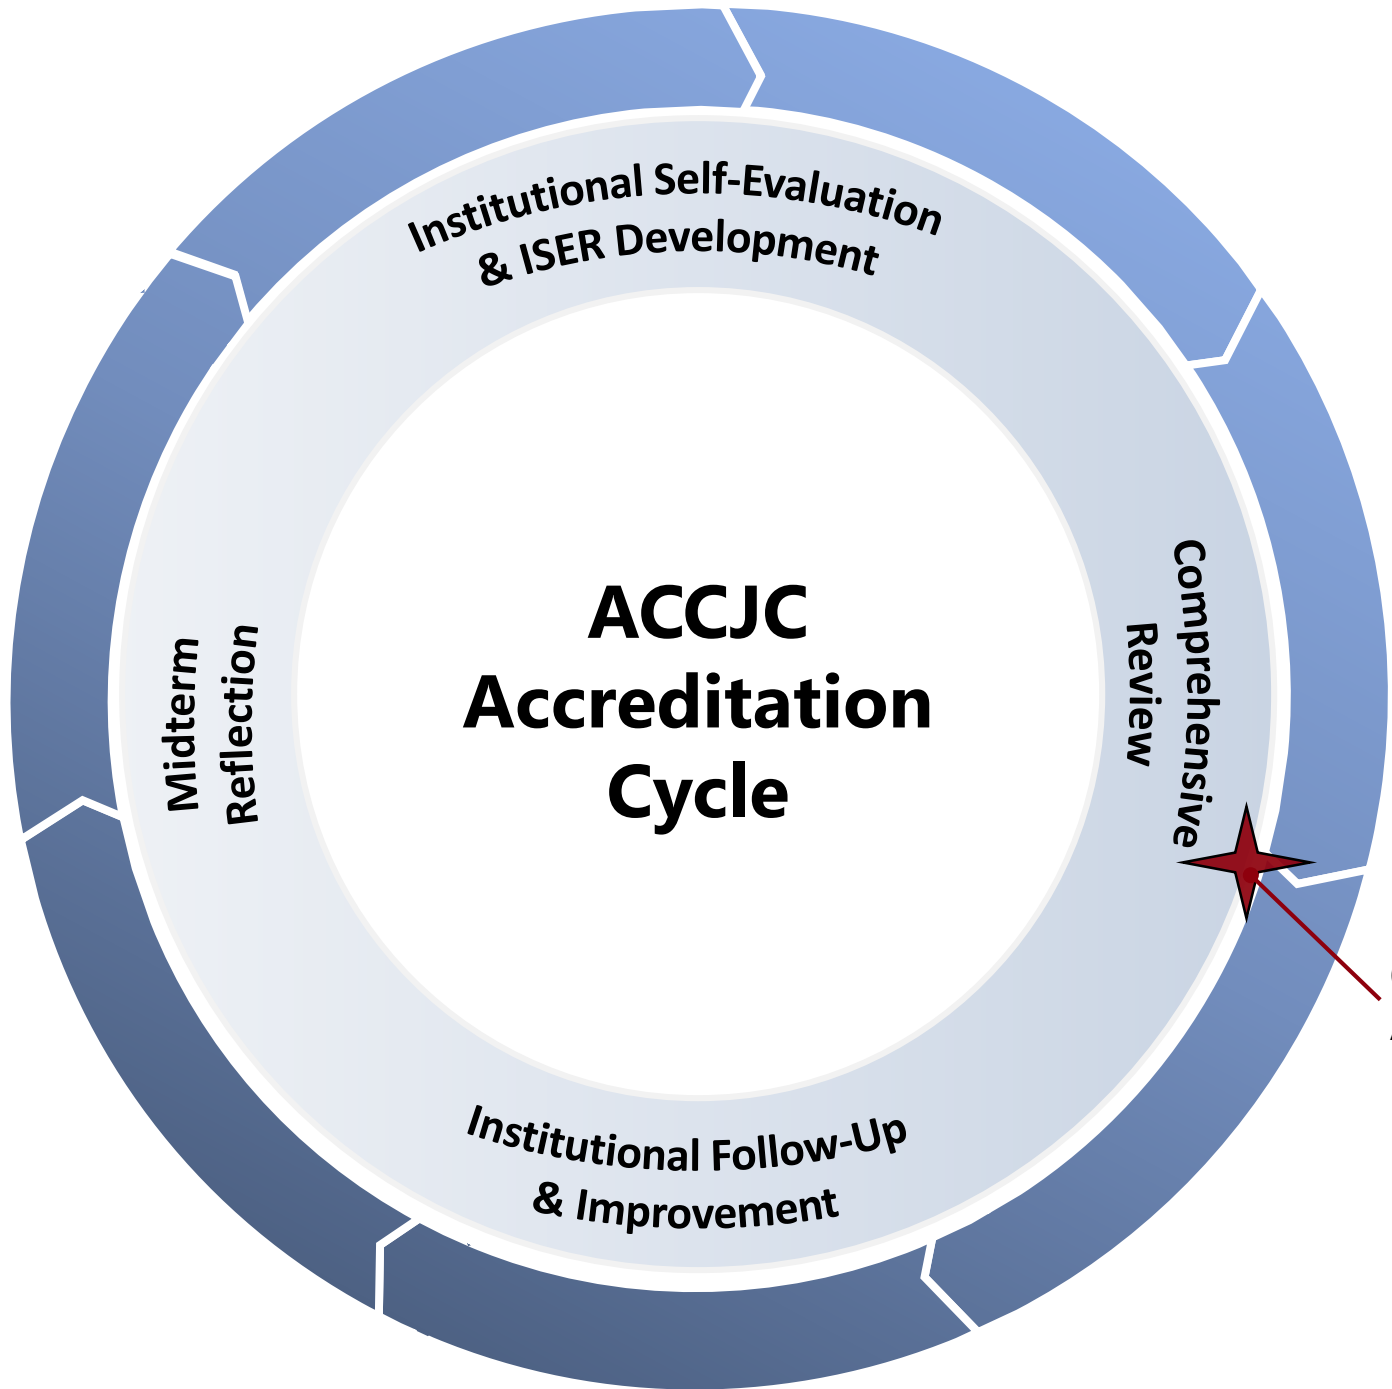 Institutional Self-Evaluation
& ISER Development
Comprehensive
Review
ACCJC
Accreditation
Cycle
Midterm
Reflection
Institutional Follow-Up
& Improvement